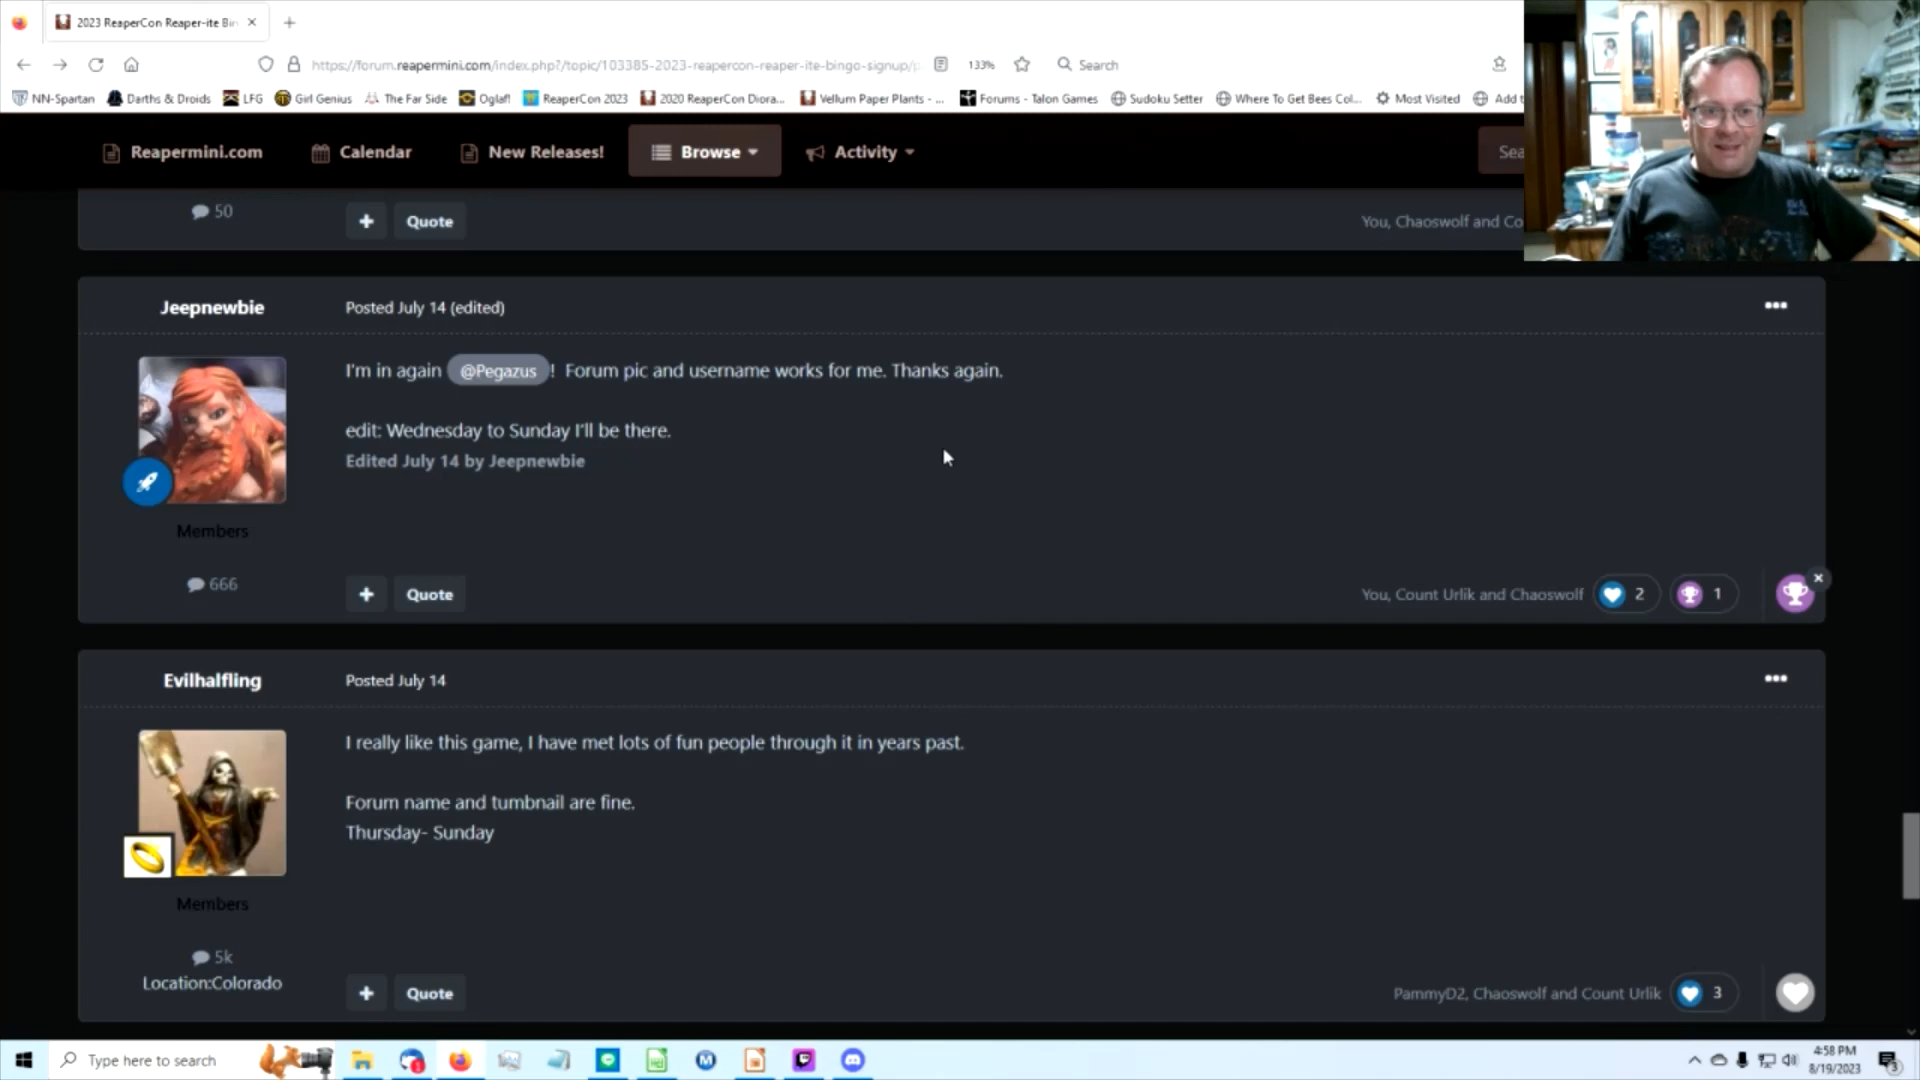 2023 ReaperCon Reaper-ite Bin
https://forum.reapermini.com/index.php?/topic/103385-2023-reapercon-reaper-ite-bingo-signup/p
133%
Search
NN-Spartan
Darths & Droids
LFG
Girl Genius
The Far Side
Oglaf!
ReaperCon 2023
2020 ReaperCon Diora...
Vellum Paper Plants - ...
Forums - Talon Games
Sudoku Setter
Where To Get Bees Col...
Most Visited
Add t
Reapermini.com
Calendar
New Releases!
Browse
Activity
Sea
50
+ Quote
You, Chaoswolf and Co
Jeepnewbie
Posted July 14 (edited)
I'm in again @Pegazus! Forum pic and username works for me. Thanks again.
edit: Wednesday to Sunday I'll be there.
Edited July 14 by Jeepnewbie
Members
666
+ Quote
You, Count Urlik and Chaoswolf 2 1
Evilhalfling
Posted July 14
I really like this game, I have met lots of fun people through it in years past.
Forum name and tumbnail are fine.
Thursday- Sunday
Members
5k
Location:Colorado
+ Quote
PammyD2, Chaoswolf and Count Urlik 3
Type here to search
4:58 PM
8/19/2023